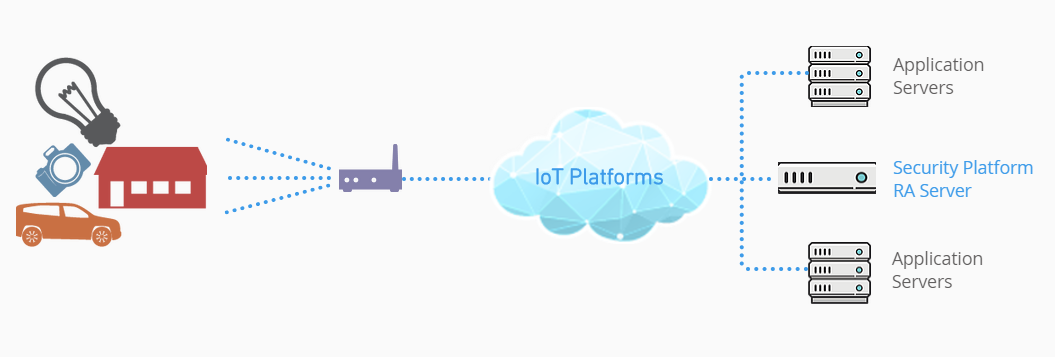 Application
Servers
IoT Platforms
Security Platform
RA Server
Application
Servers